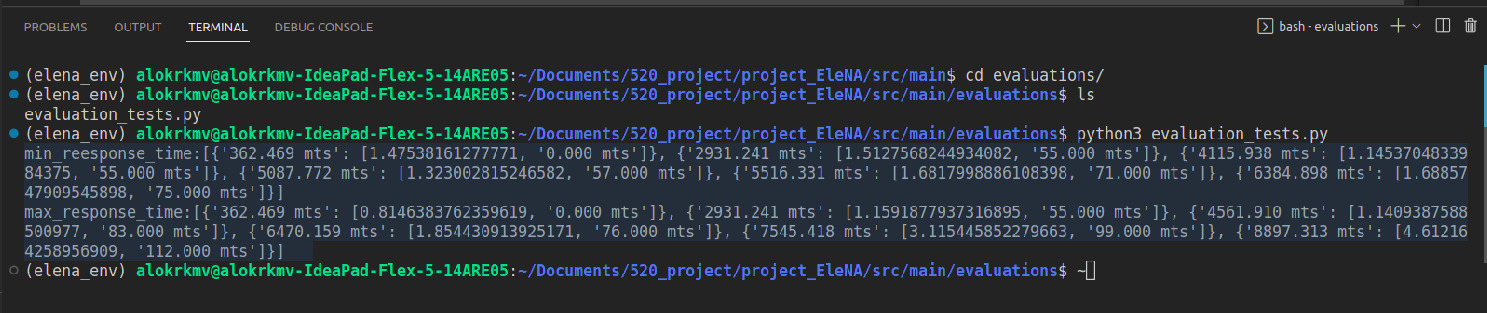 PROBLEMS OUTPUT TERMINAL DEBUG CONSOLE bash - evaluations
(elena_env) alokrkmv@alokrkmv-IdeaPad-Flex-5-14ARE05:~/Documents/520_project/project_EleNA/src/main$ cd evaluations/
(elena_env) alokrkmv@alokrkmv-IdeaPad-Flex-5-14ARE05:~/Documents/520_project/project_EleNA/src/main/evaluations$ ls
evaluation_tests.py
(elena_env) alokrkmv@alokrkmv-IdeaPad-Flex-5-14ARE05:~/Documents/520_project/project_EleNA/src/main/evaluations$ python3 evaluation_tests.py
min_reesponse_time:[{'362.469 mts': [1.47538161277771, '0.000 mts']}, {'2931.241 mts': [1.5127568244934082, '55.000 mts']}, {'4115.938 mts': [1.14537048339
84375, '55.000 mts']}, {'5087.772 mts': [1.323002815246582, '57.000 mts']}, {'5516.331 mts': [1.6817998886108398, '71.000 mts']}, {'6384.898 mts': [1.68857
47909545898, '75.000 mts']}]
max_response_time:[{'362.469 mts': [0.8146383762359619, '0.000 mts']}, {'2931.241 mts': [1.1591877937316895, '55.000 mts']}, {'4561.910 mts': [1.1409387588
500977, '83.000 mts']}, {'6470.159 mts': [1.854430913925171, '76.000 mts']}, {'7545.418 mts': [3.115445852279663, '99.000 mts']}, {'8897.313 mts': [4.61216
4258956909, '112.000 mts']}]
(elena_env) alokrkmv@alokrkmv-IdeaPad-Flex-5-14ARE05:~/Documents/520_project/project_EleNA/src/main/evaluations$ ~